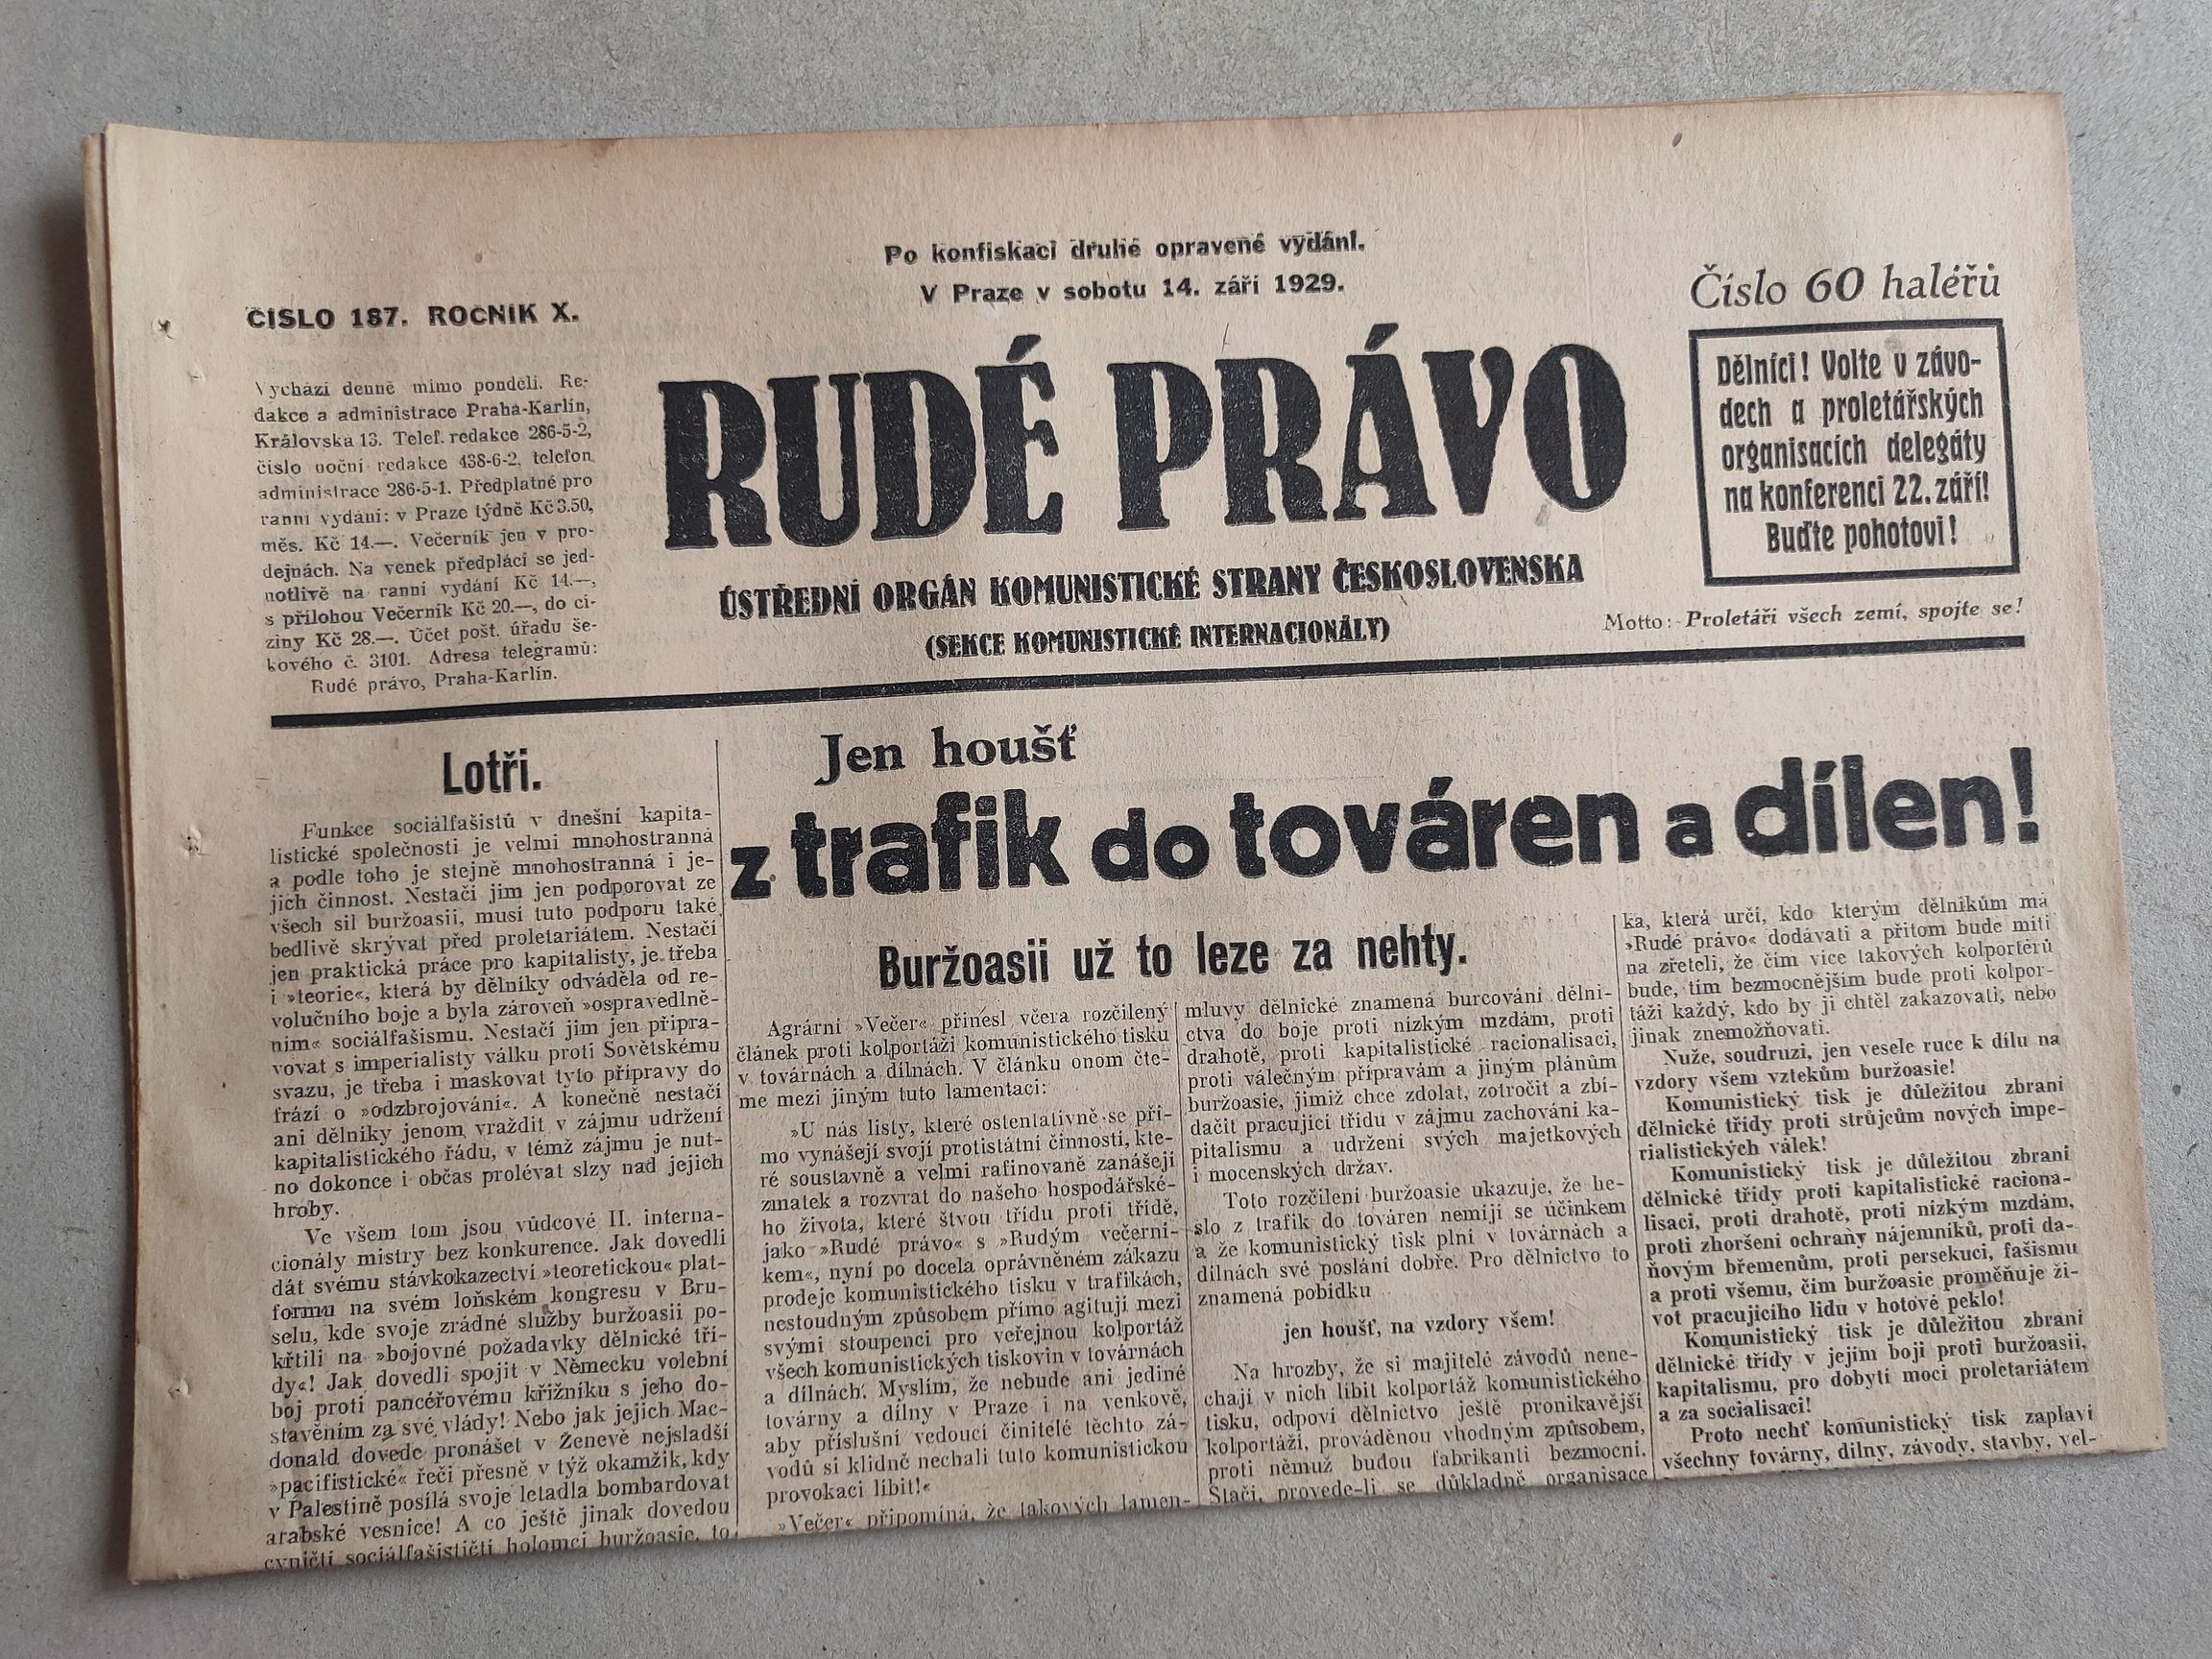 Po konfiskaci druhé opravené vydání.
V Praze v sobotu 14. září 1929.
ČÍSLO 187. ROČNÍK X.
Číslo 60 haléřů
Vychází denně mimo pondělí. Re-
dakce a administrace Praha-Karlín,
Královská 13. Telef. redakce 286-5-2,
číslo noční redakce 438-6-2, telefon
administrace 286-5-1. Předplatné pro
ranní vydání: v Praze týdně Kč 3.50,
měs. Kč 14.—. Večerník jen v pro-
dejnách. Na venek předplácí se jed-
notlivě na ranní vydání Kč 14.—,
s přílohou Večerník Kč 20.—, do ci-
ziny Kč 28.—. Účet pošt. úřadu še-
kového č. 3101. Adresa telegramů:
Rudé právo, Praha-Karlín.
RUDÉ PRÁVO
ÚSTŘEDNÍ ORGÁN KOMUNISTICKÉ STRANY ČESKOSLOVENSKA
(SEKCE KOMUNISTICKÉ INTERNACIONÁLY)
Dělníci! Volte v závo-
dech a proletářských
organisacích delegáty
na konferenci 22. září!
Buďte pohotovi!
Motto: Proletáři všech zemí, spojte se!
Lotři.
Funkce sociálfašistů v dnešní kapita-
listické společnosti je velmi mnohostranná
a podle toho je stejně mnohostranná i je-
jich činnost. Nestačí jim jen podporovat ze
všech sil buržoasii, musí tuto podporu také
bedlivě skrývat před proletariátem. Nestačí
jen praktická práce pro kapitalisty, je třeba
i »teorie«, která by dělníky odváděla od re-
volučního boje a byla zároveň »ospravedlně-
ním« sociálfašismu. Nestačí jim jen připra-
vovat s imperialisty válku proti Sovětskému
svazu, je třeba i maskovat tyto přípravy do
frází o »odzbrojování«. A konečně nestačí
ani dělníky jenom vraždit v zájmu udržení
kapitalistického řádu, v témž zájmu je nut-
no dokonce i občas prolévat slzy nad jejich
hroby.
Ve všem tom jsou vůdcové II. interna-
cionály mistry bez konkurence. Jak dovedli
dát svému stávkokazectví »teoretickou« plat-
formu na svém loňském kongresu v Bru-
selu, kde svoje zrádné služby buržoasii po-
křtili na »bojovné požadavky dělnické tří-
dy«! Jak dovedli spojit v Německu volební
boj proti pancéřovému křižníku s jeho do-
stavěním za své vlády! Nebo jak jejich Mac-
donald dovede pronášet v Ženevě nejsladší
»pacifistické« řeči přesně v týž okamžik, kdy
v Palestině posílá svoje letadla bombardovat
arabské vesnice! A co ještě jinak dovedou
cyničtí sociálfašističtí holomci buržoasie, to
Jen houšť
z trafik do továren a dílen!
Buržoasii už to leze za nehty.
Agrární »Večer« přinesl včera rozčílený
článek proti kolportáži komunistického tisku
v továrnách a dílnách. V článku onom čte-
me mezi jiným tuto lamentaci:
»U nás listy, které ostentativně se pří-
mo vynášejí svojí protistátní činností, kte-
ré soustavně a velmi rafinovaně zanášejí
zmatek a rozvrat do našeho hospodářské-
ho života, které štvou třídu proti třídě,
jako »Rudé právo« s »Rudým večerní-
kem«, nyní po docela oprávněném zákazu
prodeje komunistického tisku v trafikách,
nestoudným způsobem přímo agitují mezi
svými stoupenci pro veřejnou kolportáž
všech komunistických tiskovin v továrnách
a dílnách. Myslím, že nebude ani jediné
továrny a dílny v Praze i na venkově,
aby příslušní vedoucí činitelé těchto zá-
vodů si klidně nechali tuto komunistickou
provokaci líbit!«
»Večer« připomíná, že takových lamen-
mluvy dělnické znamená burcování dělni-
ctva do boje proti nízkým mzdám, proti
drahotě, proti kapitalistické racionalisaci,
proti válečným přípravám a jiným plánům
buržoasie, jimiž chce zdolat, zotročit a zbí-
dačit pracující třídu v zájmu zachování ka-
pitalismu a udržení svých majetkových
i mocenských držav.
Toto rozčílení buržoasie ukazuje, že he-
slo z trafik do továren nemíjí se účinkem
a že komunistický tisk plní v továrnách a
dílnách své poslání dobře. Pro dělnictvo to
znamená pobídku
jen houšť, na vzdory všem!
Na hrozby, že si majitelé závodů nene-
chají v nich líbit kolportáž komunistického
tisku, odpoví dělnictvo ještě pronikavější
kolportáží, prováděnou vhodným způsobem,
proti němuž budou fabrikanti bezmocni.
Stačí, provede-li se důkladně organisace
ka, která určí, kdo kterým dělníkům má
»Rudé právo« dodávati a přitom bude míti
na zřeteli, že čím více takových kolportérů
bude, tím bezmocnějším bude proti kolpor-
táži každý, kdo by ji chtěl zakazovati, nebo
jinak znemožňovati.
Nuže, soudruzi, jen vesele ruce k dílu na
vzdory všem vztekům buržoasie!
Komunistický tisk je důležitou zbraní
dělnické třídy proti strůjcům nových impe-
rialistických válek!
Komunistický tisk je důležitou zbraní
dělnické třídy proti kapitalistické raciona-
lisaci, proti drahotě, proti nízkým mzdám,
proti zhoršení ochrany nájemníků, proti da-
ňovým břemenům, proti persekuci, fašismu
a proti všemu, čím buržoasie proměňuje ži-
vot pracujícího lidu v hotové peklo!
Komunistický tisk je důležitou zbraní
dělnické třídy v jejím boji proti buržoasii,
kapitalismu, pro dobytí moci proletariátem
a za socialisaci!
Proto nechť komunistický tisk zaplaví
všechny továrny, dílny, závody, stavby, vel-